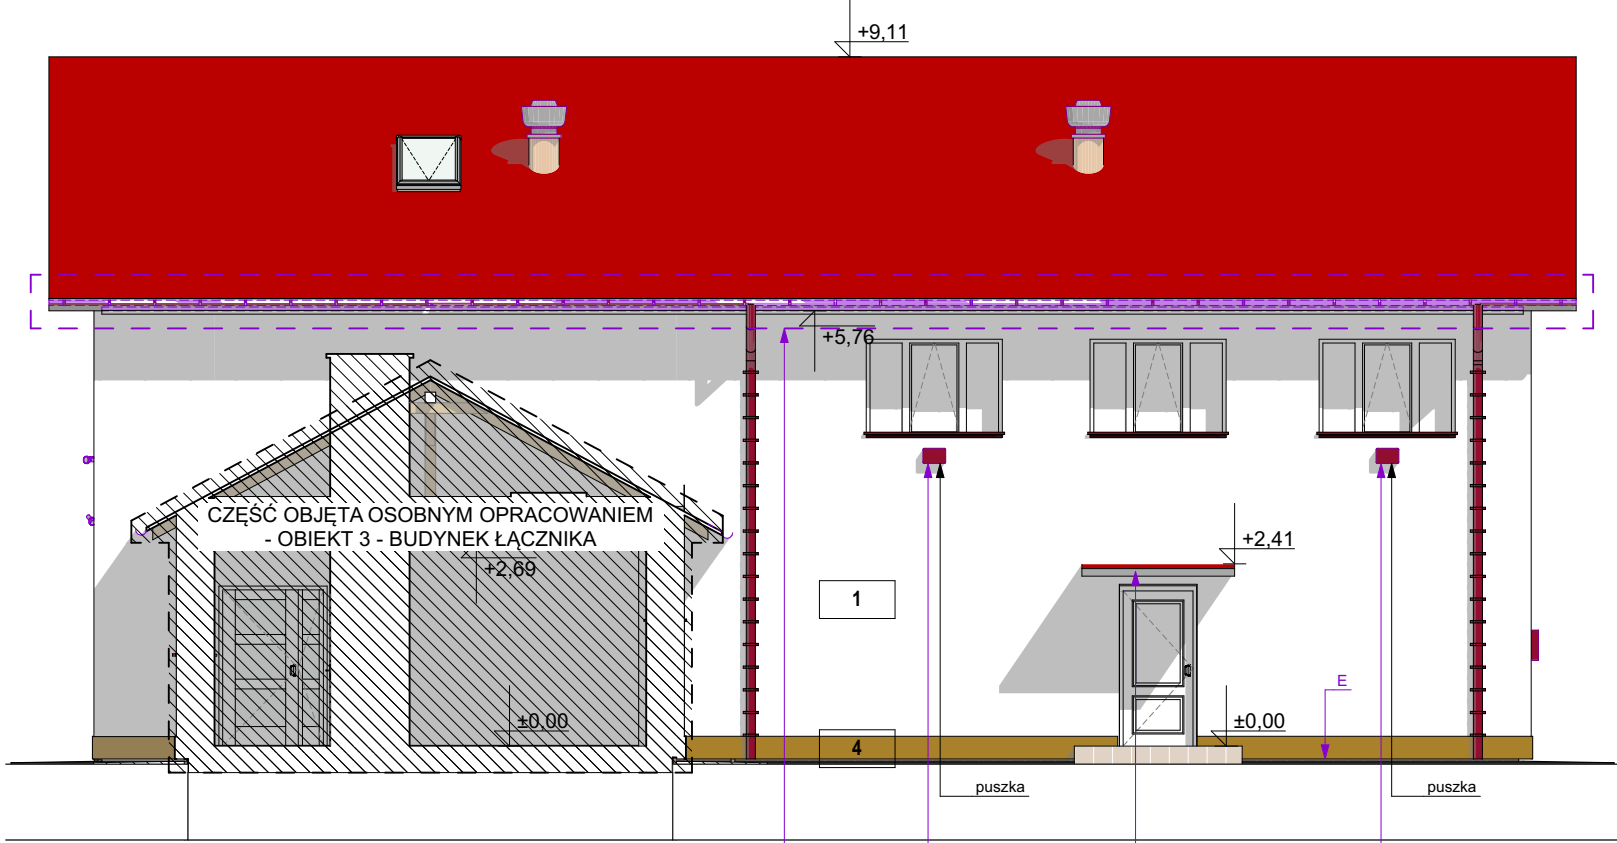 +9,11
+5,76
CZĘŚĆ OBJĘTA OSOBNYM OPRACOWANIEM
- OBIEKT 3 - BUDYNEK ŁĄCZNIKA
+2,69
+2,41
1
E
±0,00
±0,00
4
puszka
puszka